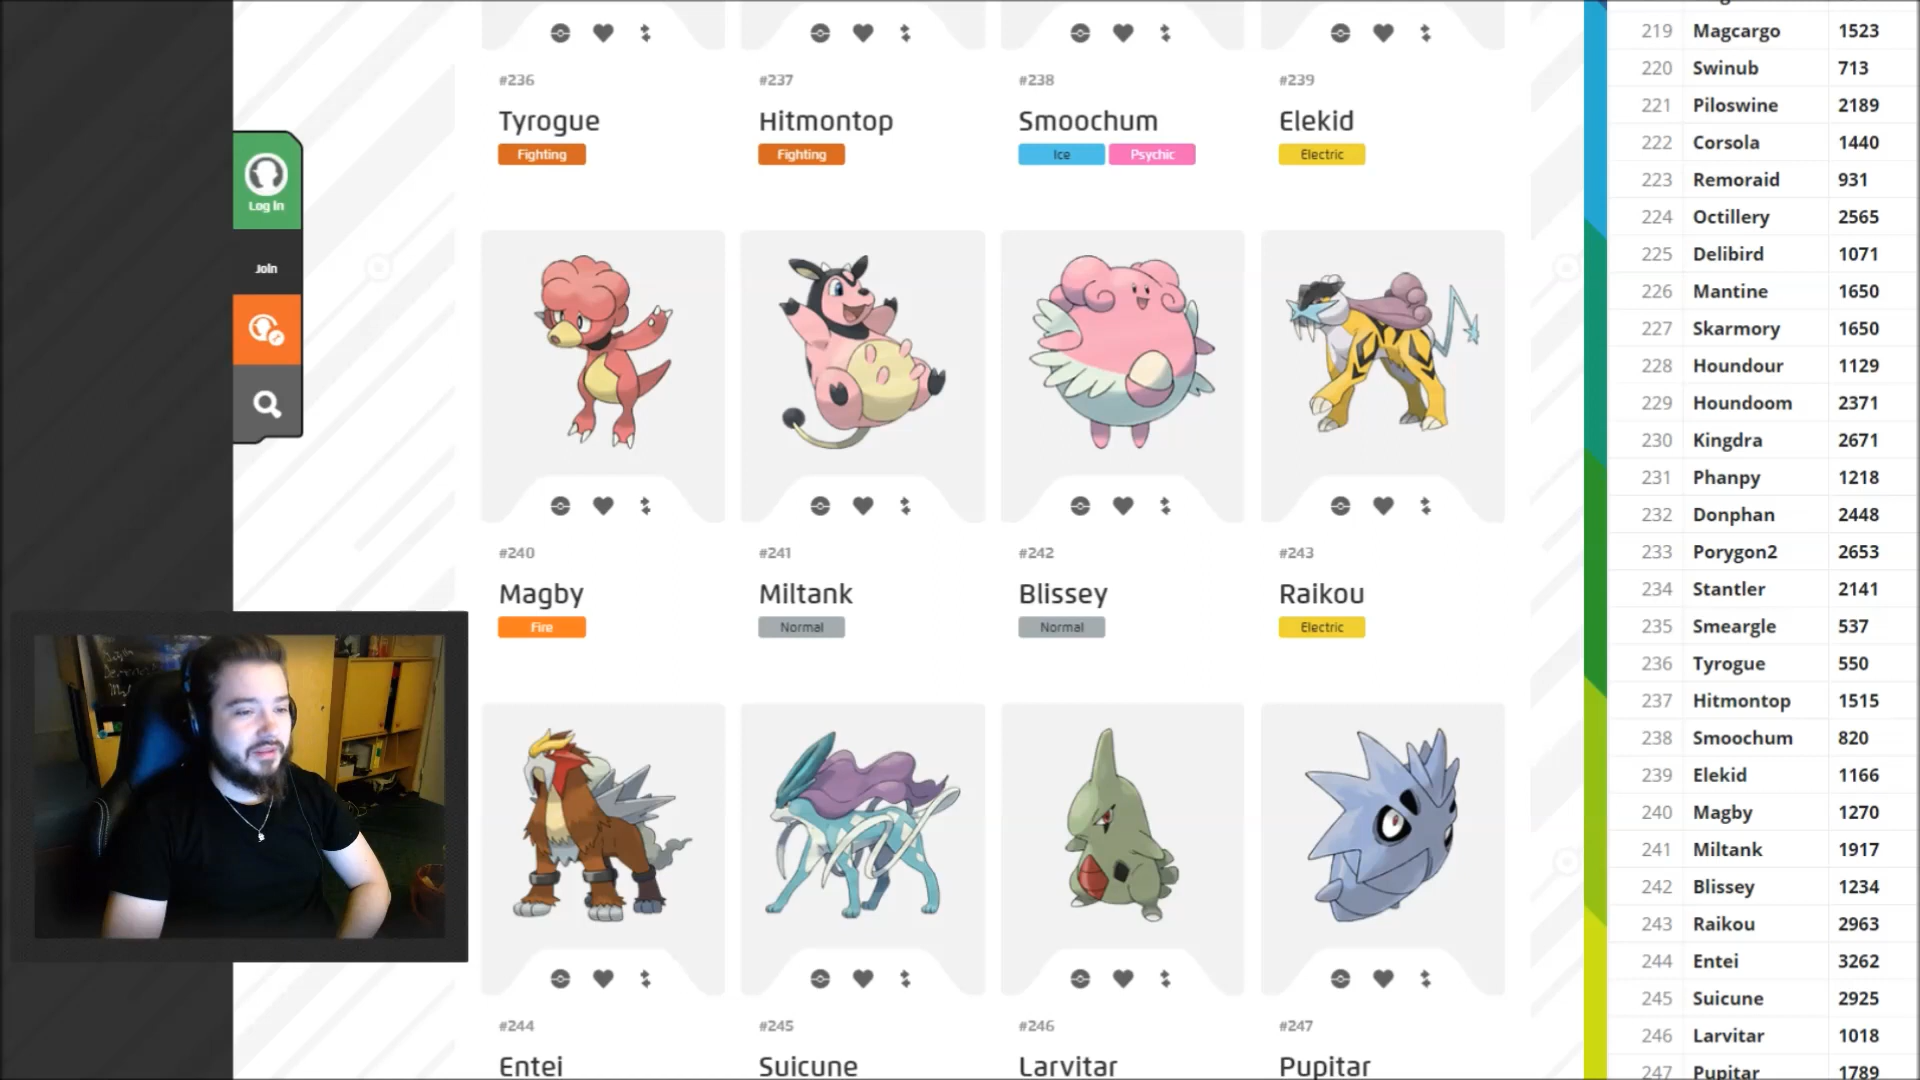 Log In
Join
#236
Tyrogue
Fighting
#237
Hitmontop
Fighting
#238
Smoochum
Ice Psychic
#239
Elekid
Electric
#240
Magby
Fire
#241
Miltank
Normal
#242
Blissey
Normal
#243
Raikou
Electric
#244
Entei
#245
Suicune
#246
Larvitar
#247
Pupitar
219 Magcargo 1523
220 Swinub 713
221 Piloswine 2189
222 Corsola 1440
223 Remoraid 931
224 Octillery 2565
225 Delibird 1071
226 Mantine 1650
227 Skarmory 1650
228 Houndour 1129
229 Houndoom 2371
230 Kingdra 2671
231 Phanpy 1218
232 Donphan 2448
233 Porygon2 2653
234 Stantler 2141
235 Smeargle 537
236 Tyrogue 550
237 Hitmontop 1515
238 Smoochum 820
239 Elekid 1166
240 Magby 1270
241 Miltank 1917
242 Blissey 1234
243 Raikou 2963
244 Entei 3262
245 Suicune 2925
246 Larvitar 1018
247 Pupitar 1789